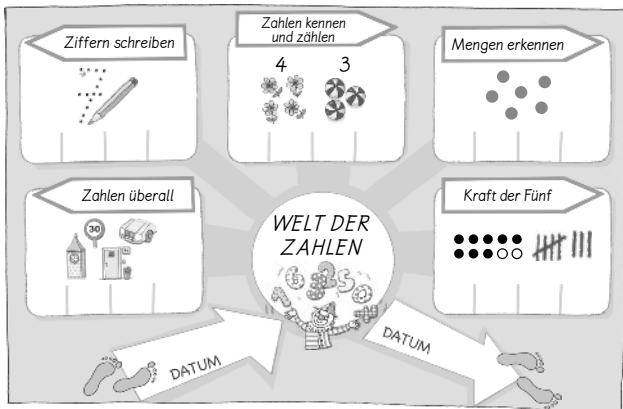 Ziffern schreiben
Zahlen kennen
und zählen
Mengen erkennen
4 3
Zahlen überall
30
WELT DER
ZAHLEN
Kraft der Fünf
DATUM
DATUM